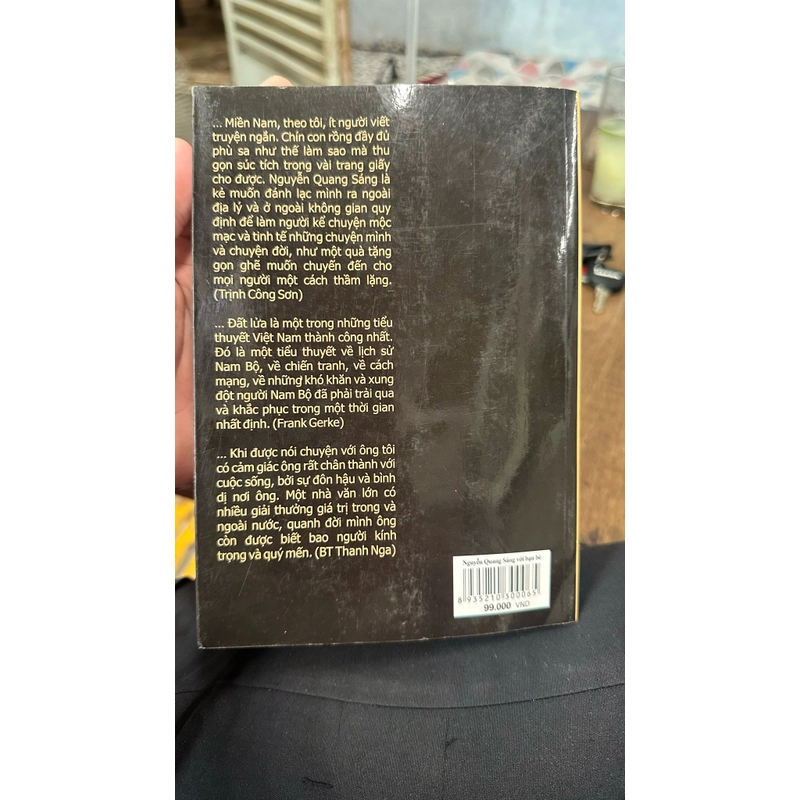 ... Miền Nam, theo tôi, ít người viết
truyện ngắn. Chín con rồng đầy đủ
phù sa như thế làm sao mà thu
gọn súc tích trong vài trang giấy
cho được. Nguyễn Quang Sáng là
kẻ muốn đánh lạc mình ra ngoài
địa lý và ở ngoài không gian quy
định để làm người kể chuyện mộc
mạc và tinh tế những chuyện mình
và chuyện đời, như một quà tặng
gọn ghẽ muốn chuyển đến cho
mọi người một cách thầm lặng.
(Trịnh Công Sơn)
... Đất lửa là một trong những tiểu
thuyết Việt Nam thành công nhất.
Đó là một tiểu thuyết về lịch sử
Nam Bộ, về chiến tranh, về cách
mạng, về những khó khăn và xung
đột người Nam Bộ đã phải trải qua
và khắc phục trong một thời gian
nhất định. (Frank Gerke)
... Khi được nói chuyện với ông tôi
có cảm giác ông rất chân thành với
cuộc sống, bởi sự đôn hậu và bình
dị nơi ông. Một nhà văn lớn có
nhiều giải thưởng giá trị trong và
ngoài nước, quanh đời mình ông
còn được biết bao người kính
trọng và quý mến. (BT Thanh Nga)
Nguyễn Quang Sáng với bạn bè
8 935210 300065
99.000 VND